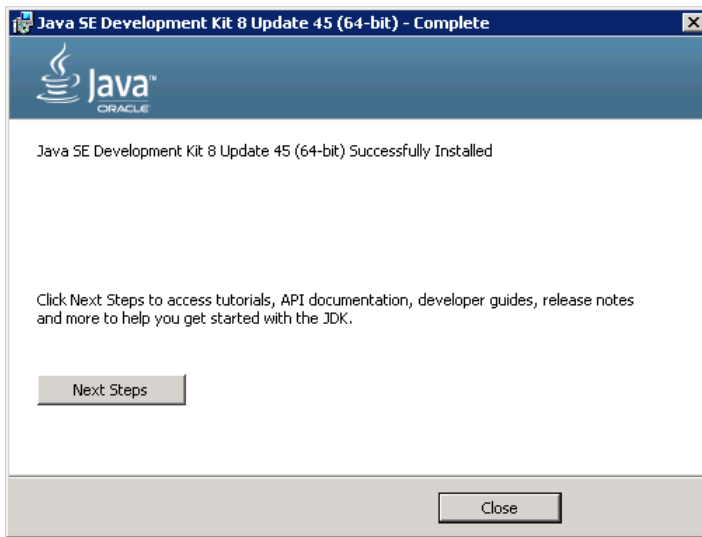 Java SE Development Kit 8 Update 45 (64-bit) - Complete
Java™
ORACLE
Java SE Development Kit 8 Update 45 (64-bit) Successfully Installed
Click Next Steps to access tutorials, API documentation, developer guides, release notes
and more to help you get started with the JDK.
Next Steps
Close